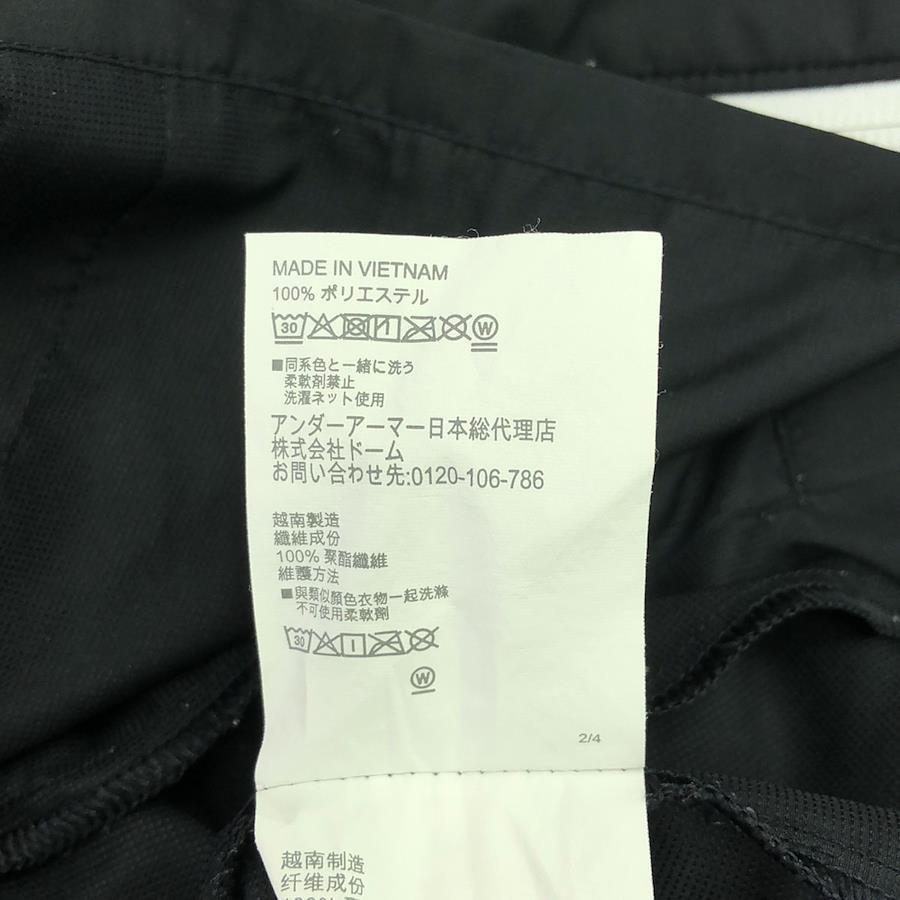 MADE IN VIETNAM
100% ポリエステル
30 W
■同系色と一緒に洗う
柔軟剤禁止
洗濯ネット使用
アンダーアーマー日本総代理店
株式会社ドーム
お問い合わせ先:0120-106-786
越南製造
纖維成份
100% 聚酯纖維
維護方法
■與類似顏色衣物一起洗滌
不可使用柔軟劑
30
W
2/4
越南制造
纤维成份